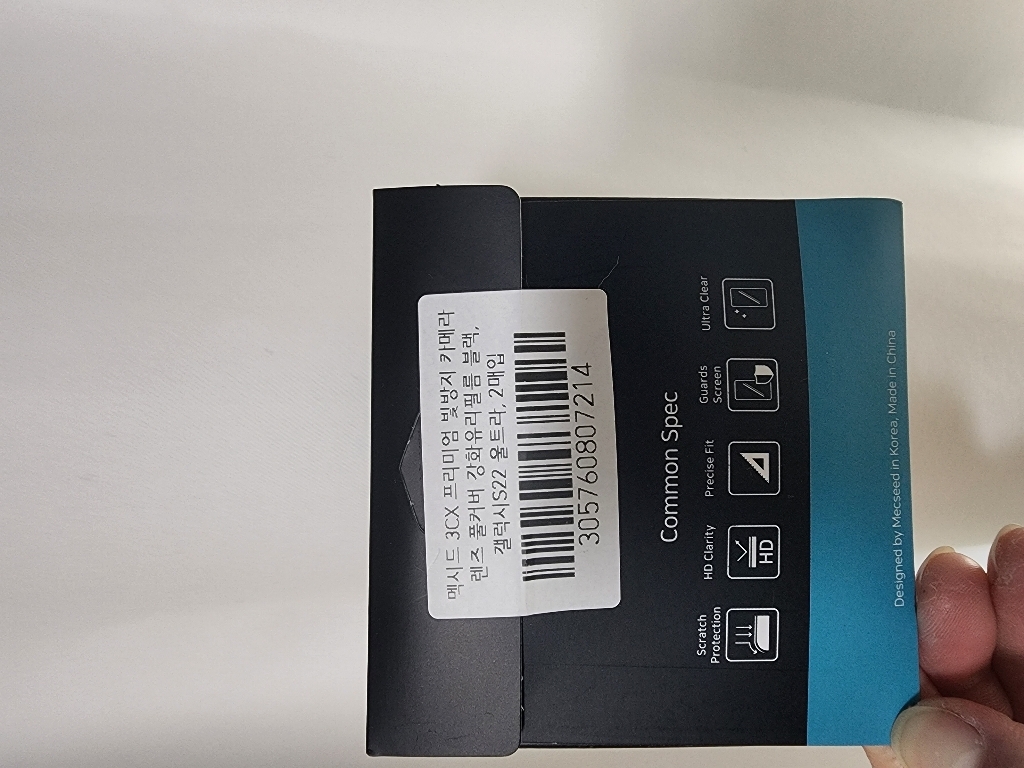 멕시드 3CX 프리미엄 빛방지 카메라
렌즈 풀커버 강화유리필름 블랙,
갤럭시S22 울트라, 2매입
305760807214
Common Spec
Scratch
Protection
HD Clarity
HD
Precise Fit
Guards
Screen
Ultra Clear
Designed by Mecseed in Korea, Made in China